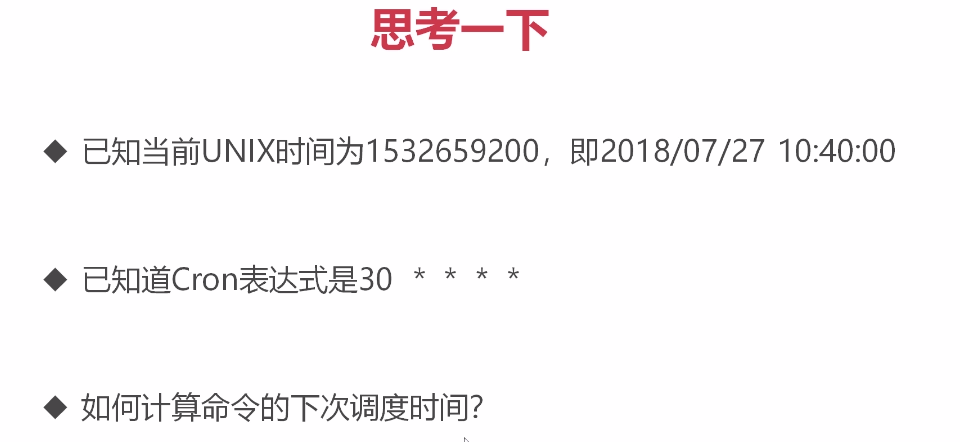 思考一下
◆ 已知当前UNIX时间为1532659200，即2018/07/27 10:40:00
◆ 已知道Cron表达式是30 * * * *
◆ 如何计算命令的下次调度时间?